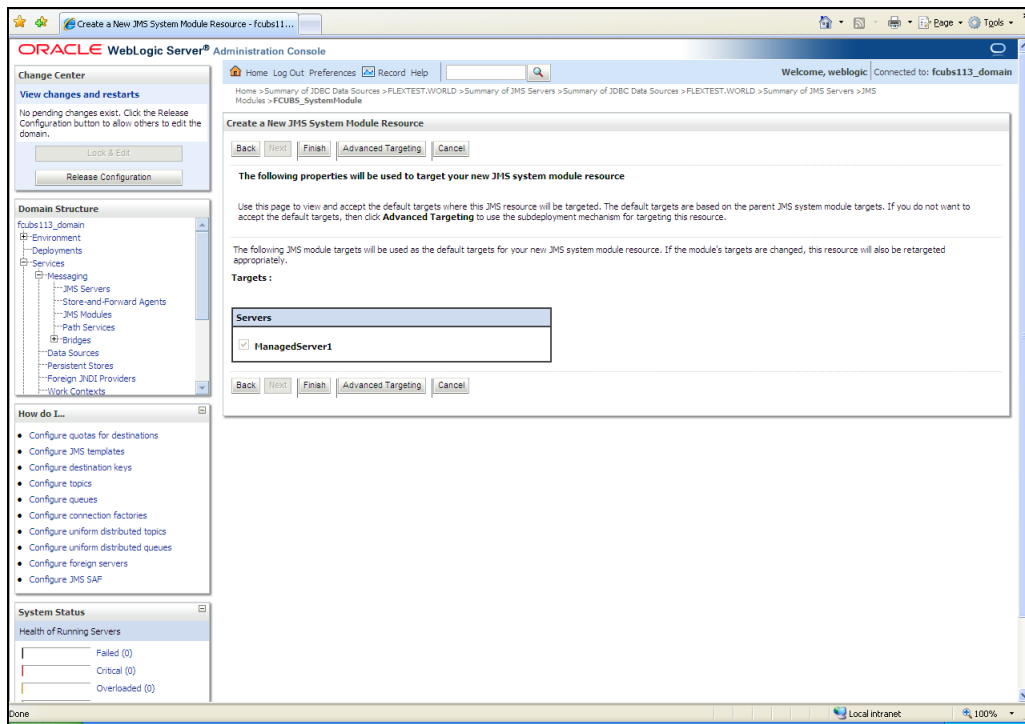 Create a New JMS System Module Resource - fcubs11...
Page
Tools
ORACLE WebLogic Server® Administration Console
Change Center
View changes and restarts
No pending changes exist. Click the Release
Configuration button to allow others to edit the
domain.
Lock & Edit
Release Configuration
Domain Structure
fcubs113_domain
Environment
Deployments
Services
Messaging
JMS Servers
Store-and-Forward Agents
JMS Modules
Path Services
Bridges
Data Sources
Persistent Stores
Foreign JNDI Providers
Work Contexts
How do I...
Configure quotas for destinations
Configure JMS templates
Configure destination keys
Configure topics
Configure queues
Configure connection factories
Configure uniform distributed topics
Configure uniform distributed queues
Configure foreign servers
Configure JMS SAF
System Status
Health of Running Servers
Failed (0)
Critical (0)
Overloaded (0)
Home Log Out Preferences Record Help
Welcome, weblogic Connected to: fcubs113_domain
Home >Summary of JDBC Data Sources >FLEXTEST.WORLD >Summary of JMS Servers >Summary of JDBC Data Sources >FLEXTEST.WORLD >Summary of JMS Servers >JMS
Modules >FCUBS_SystemModule
Create a New JMS System Module Resource
Back Next Finish Advanced Targeting Cancel
The following properties will be used to target your new JMS system module resource
Use this page to view and accept the default targets where this JMS resource will be targeted. The default targets are based on the parent JMS system module targets. If you do not want to
accept the default targets, then click Advanced Targeting to use the subdeployment mechanism for targeting this resource.
The following JMS module targets will be used as the default targets for your new JMS system module resource. If the module's targets are changed, this resource will also be retargeted
appropriately.
Targets :
Servers
ManagedServer1
Back Next Finish Advanced Targeting Cancel
Done
Local intranet
100%